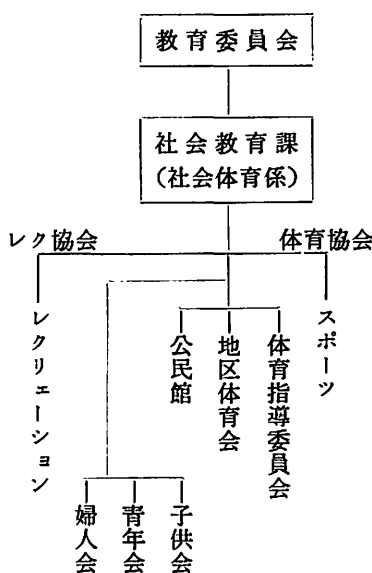 教育委員会
社会教育課
(社会体育係)
レク協会
体育協会
レクリェーション
公民館
地区体育会
体育指導委員会
スポーツ
婦人会
青年会
子供会